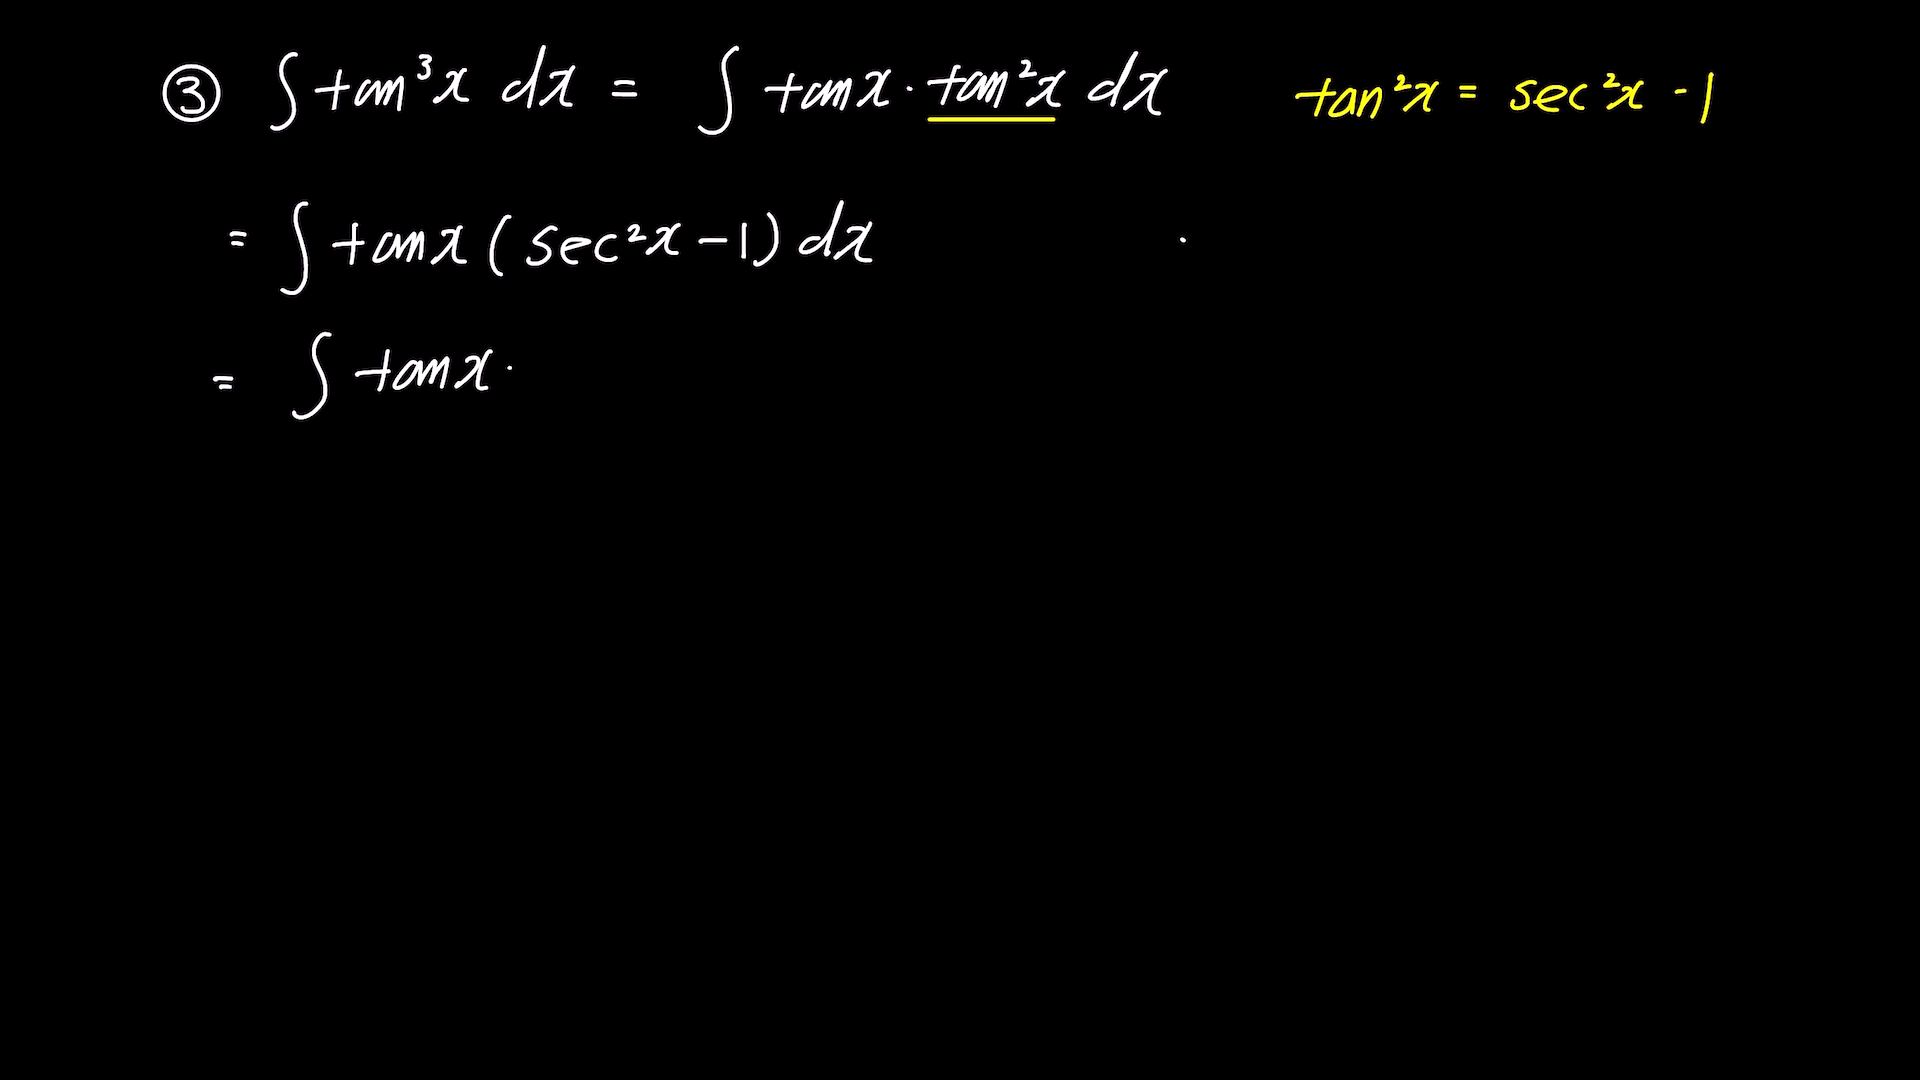 ③ ∫ tan³x dx = ∫ tanx · tan²x dx tan²x = sec²x - 1
= ∫ tanx ( sec²x - 1 ) dx
= ∫ tanx ·